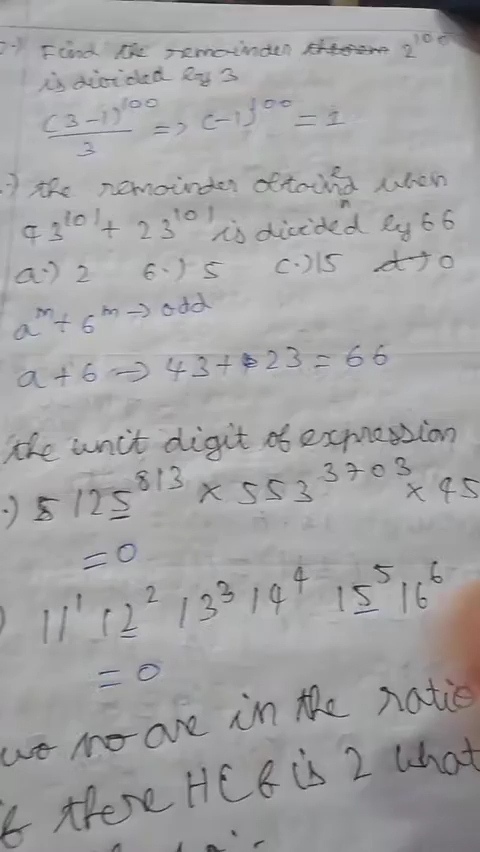 Find the remainder 2^100
is divided by 3
(3-1)^100 / 3 => (-1)^100 = 1
the remainder obtained when
43^101 + 23^101 is divided by 66
a.) 2 b.) 5 c.) 15 d.) 0
a^m + b^m → odd
a + b → 43 + 23 = 66
the unit digit of expression
5125^813 × 553^3703 × 45
= 0
11^1 12^2 13^3 14^4 15^5 16^6
= 0
two no are in the ratio
if there HCF is 2 what